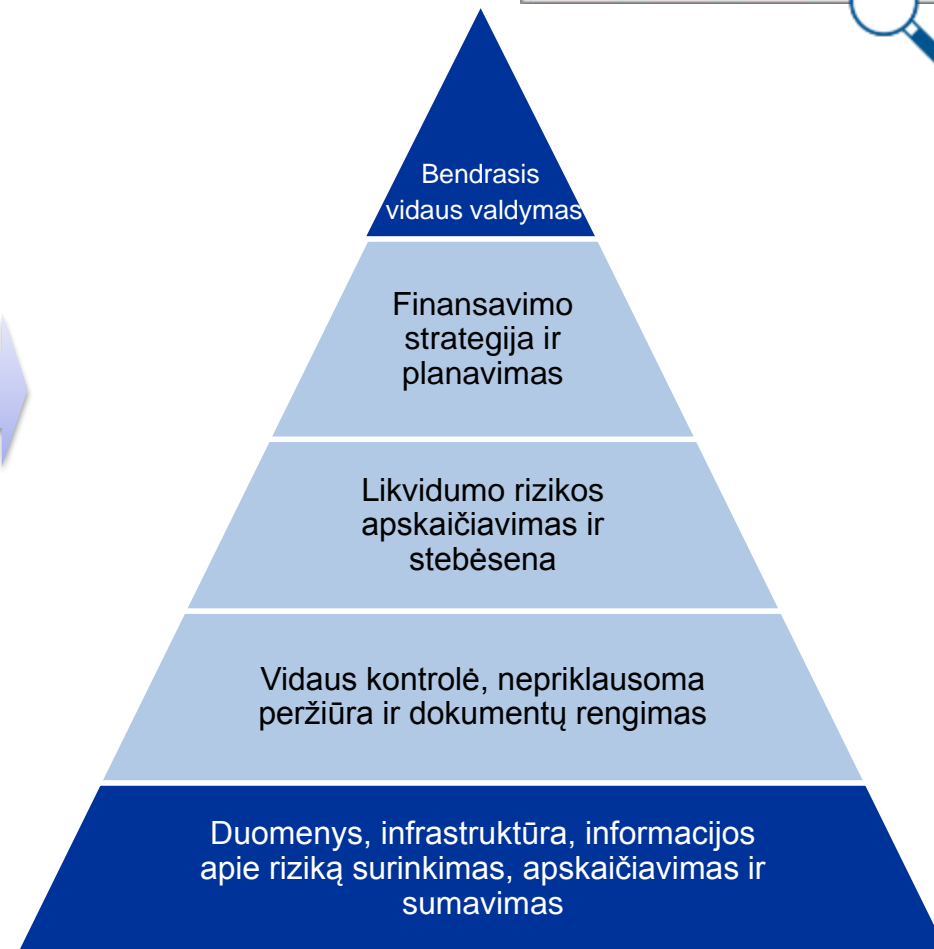 Bendrasis
vidaus valdymas
Finansavimo
strategija ir
planavimas
Likvidumo rizikos
apskaičiavimas ir
stebėsena
Vidaus kontrolė, nepriklausoma
peržiūra ir dokumentų rengimas
Duomenys, infrastruktūra, informacijos
apie riziką surinkimas, apskaičiavimas ir
sumavimas